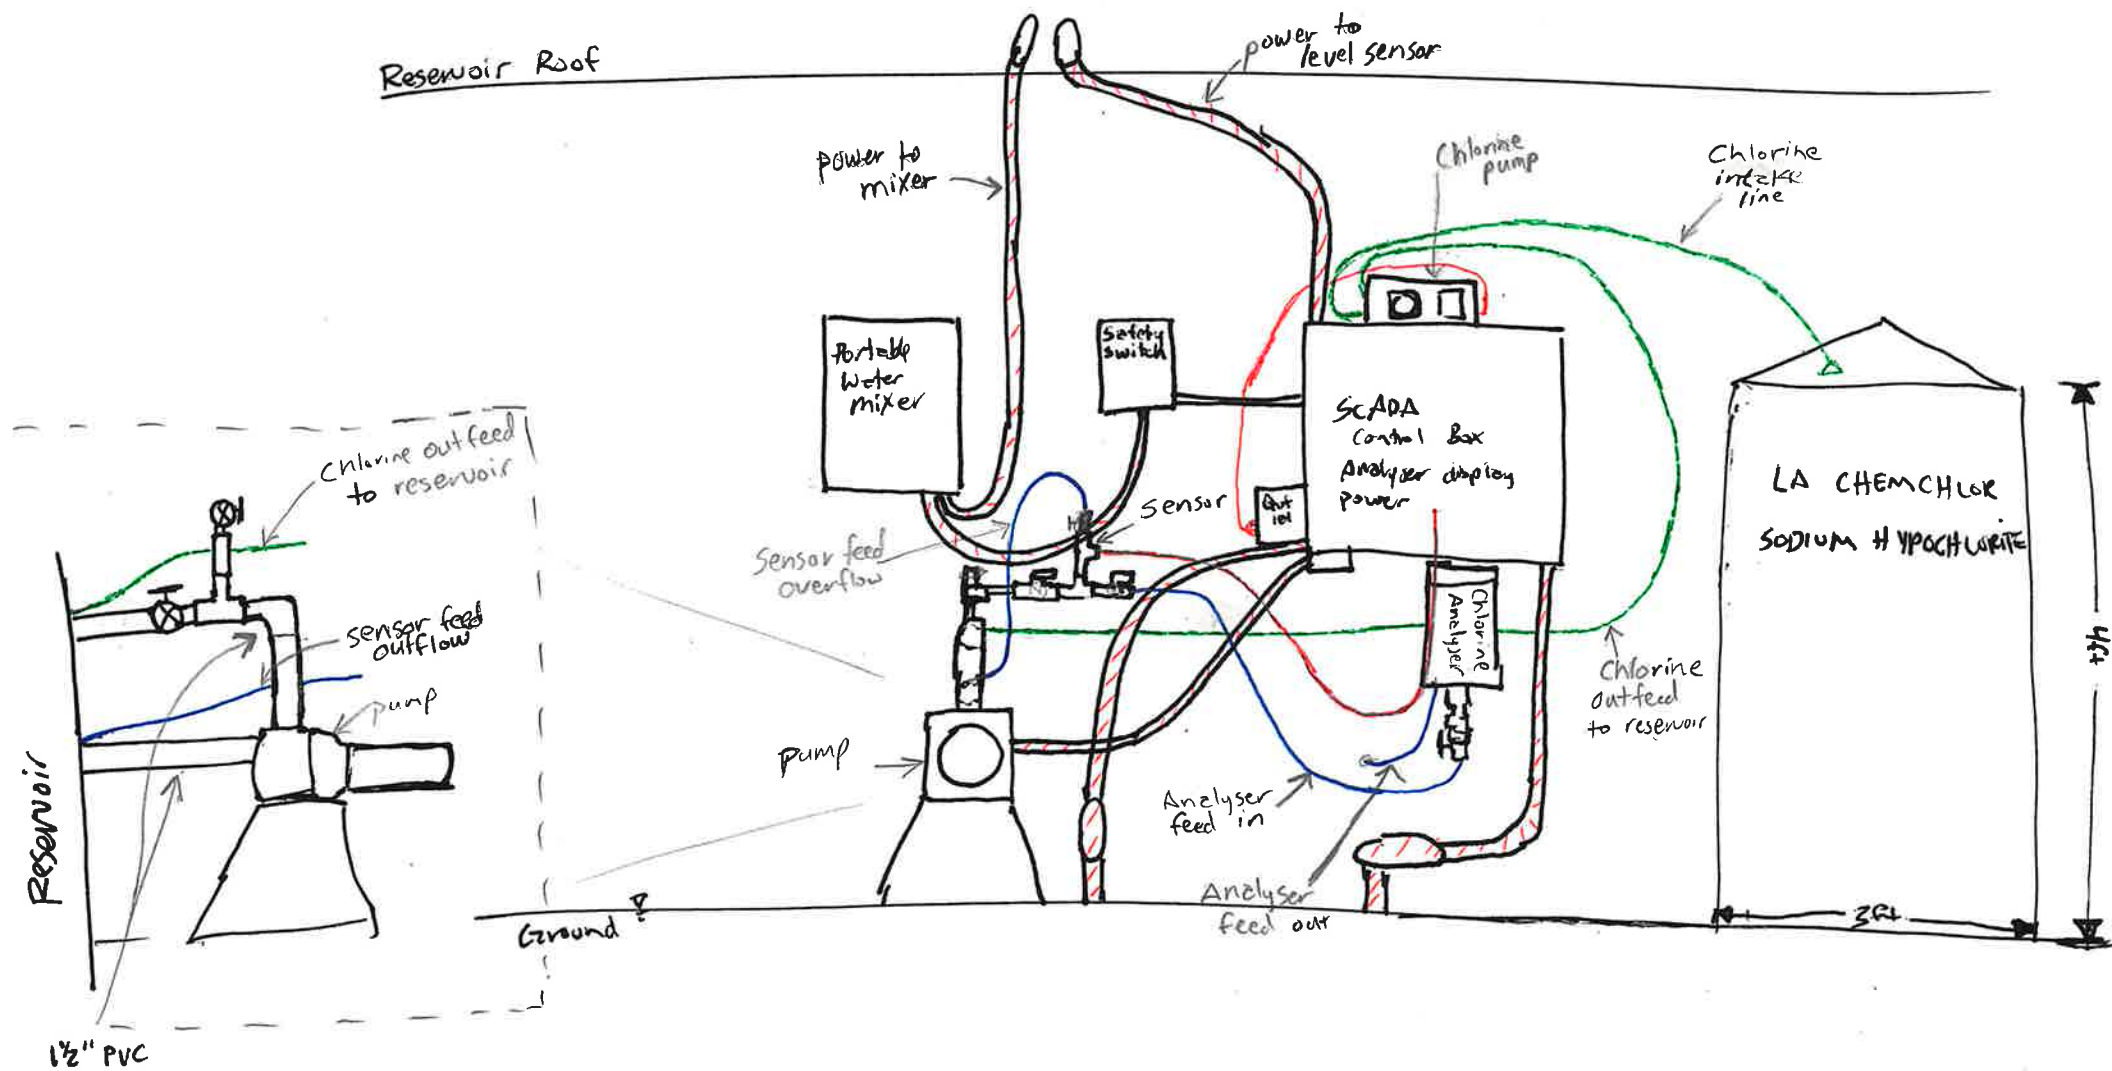 Reservoir Roof
power to
level sensor
power to
mixer
Chlorine
pump
Chlorine
intake
line
Portable
Water
mixer
Safety
Switch
SCADA
Control Box
Analyser display
power
Outlet
LA CHEMCHLOR
SODIUM HYPOCHLORITE
4ft
3ft
Chlorine outfeed
to reservoir
sensor feed
outflow
pump
Reservoir
1½" PVC
Sensor
Sensor feed
overflow
Chlorine
Analyser
Chlorine
outfeed
to reservoir
Pump
Analyser
feed in
Analyser
feed out
Ground